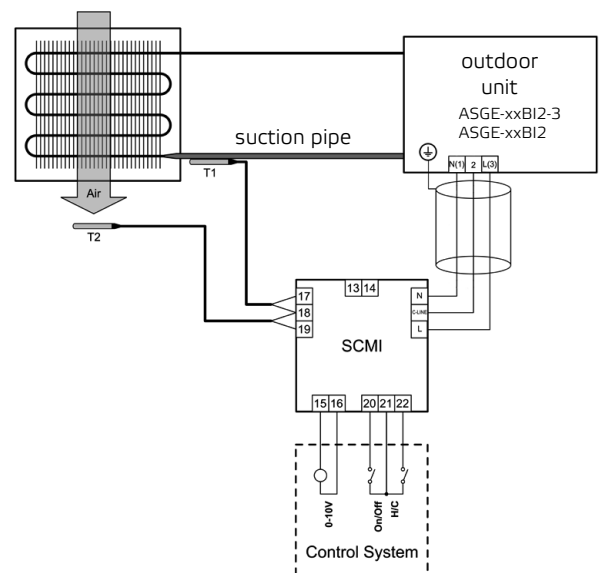 outdoor
unit
ASGE-xxBI2-3
ASGE-xxBI2
suction pipe
N(1) 2 L(3)
T1
Air
T2
13 14
17
18
19
N
C-LINE
L
SCMI
15 16 20 21 22
0-10V
On/Off
H/C
Control System